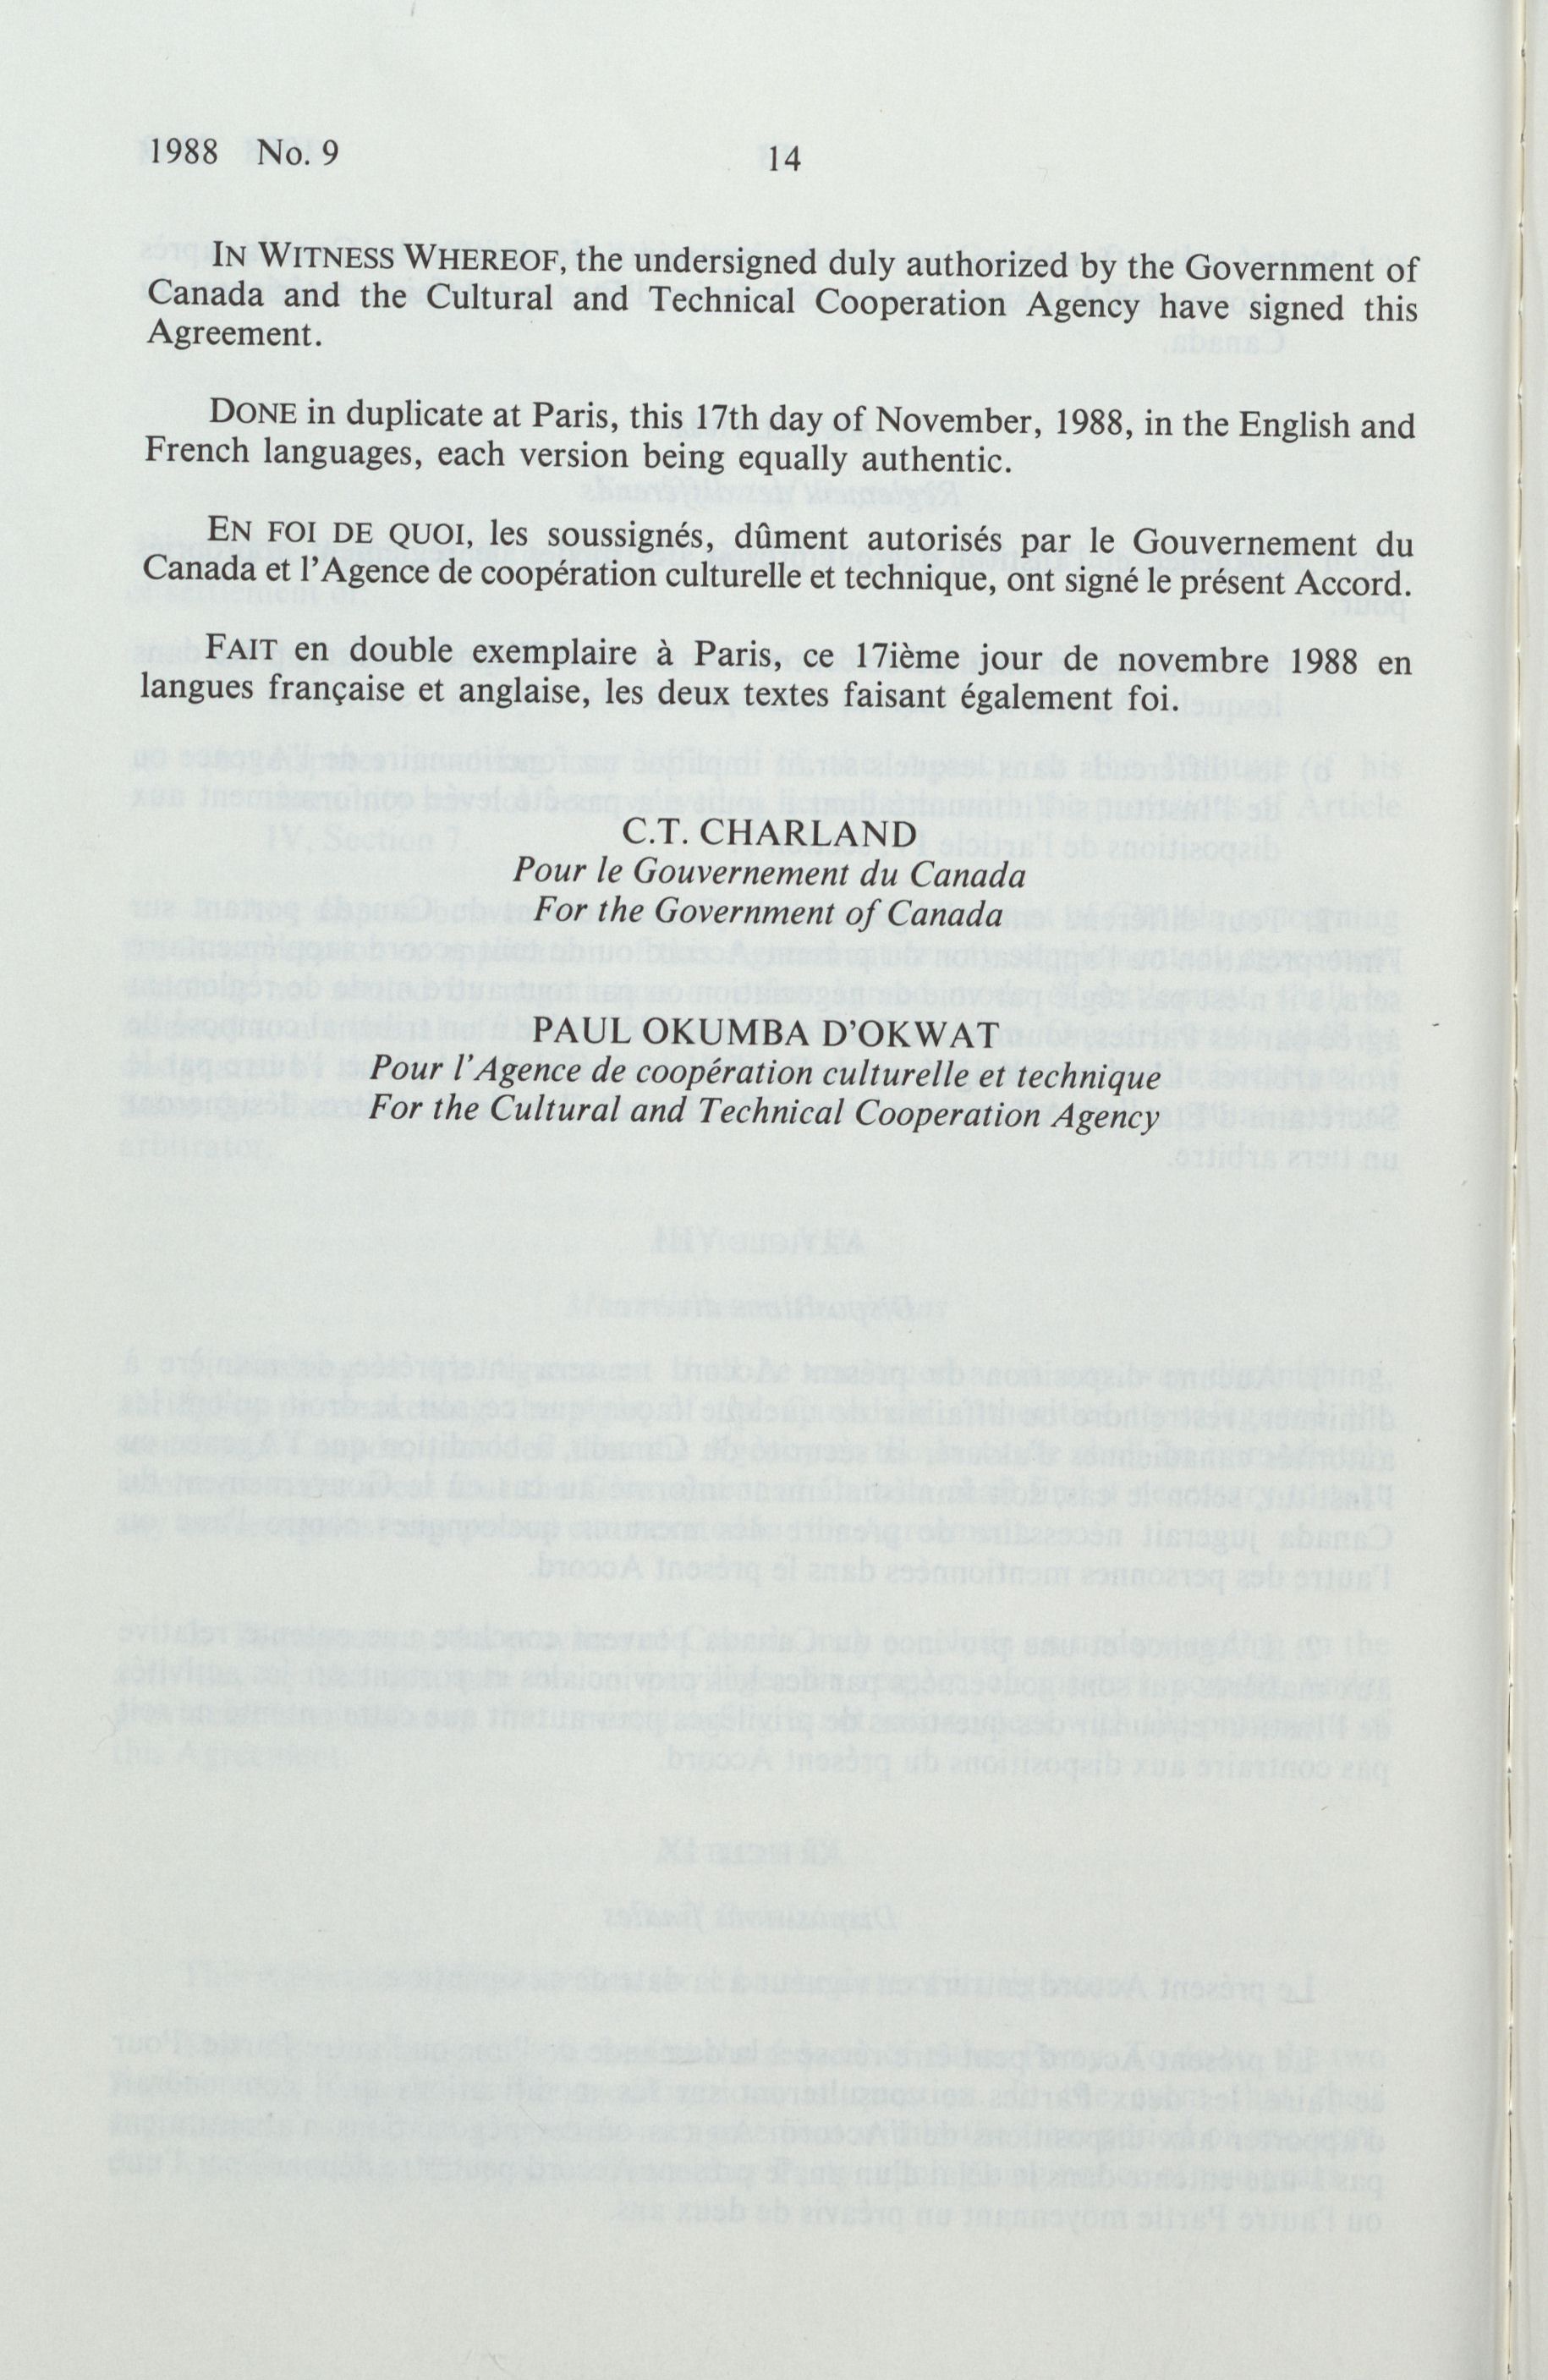 1988 No. 9
14
IN WITNESS WHEREOF, the undersigned duly authorized by the Government of
Canada and the Cultural and Technical Cooperation Agency have signed this
Agreement.
DONE in duplicate at Paris, this 17th day of November, 1988, in the English and
French languages, each version being equally authentic.
EN FOI DE QUOI, les soussignés, dûment autorisés par le Gouvernement du
Canada et l'Agence de coopération culturelle et technique, ont signé le présent Accord.
FAIT en double exemplaire à Paris, ce 17ième jour de novembre 1988 en
langues française et anglaise, les deux textes faisant également foi.
C.T. CHARLAND
Pour le Gouvernement du Canada
For the Government of Canada
PAUL OKUMBA D'OKWAT
Pour l'Agence de coopération culturelle et technique
For the Cultural and Technical Cooperation Agency